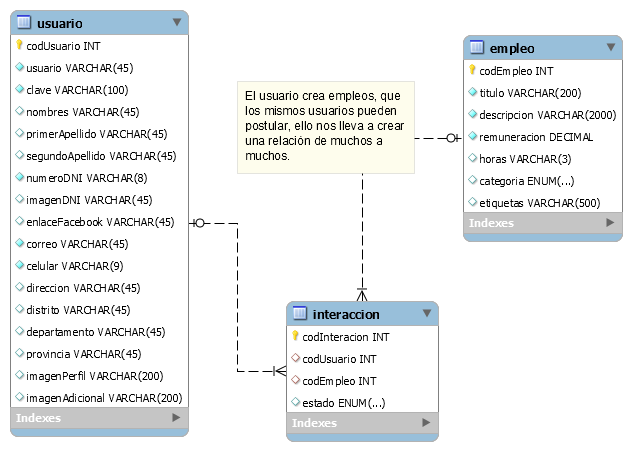 usuario
codUsuario INT
usuario VARCHAR(45)
clave VARCHAR(100)
nombres VARCHAR(45)
primerApellido VARCHAR(45)
segundoApellido VARCHAR(45)
numeroDNI VARCHAR(8)
imagenDNI VARCHAR(45)
enlaceFacebook VARCHAR(45)
correo VARCHAR(45)
celular VARCHAR(9)
direccion VARCHAR(45)
distrito VARCHAR(45)
departamento VARCHAR(45)
provincia VARCHAR(45)
imagenPerfil VARCHAR(200)
imagenAdicional VARCHAR(200)
Indexes
El usuario crea empleos, que
los mismos usuarios pueden
postular, ello nos lleva a crear
una relación de muchos a
muchos.
empleo
codEmpleo INT
titulo VARCHAR(200)
descripcion VARCHAR(2000)
remuneracion DECIMAL
horas VARCHAR(3)
categoria ENUM(...)
etiquetas VARCHAR(500)
Indexes
interaccion
codInteracion INT
codUsuario INT
codEmpleo INT
estado ENUM(...)
Indexes